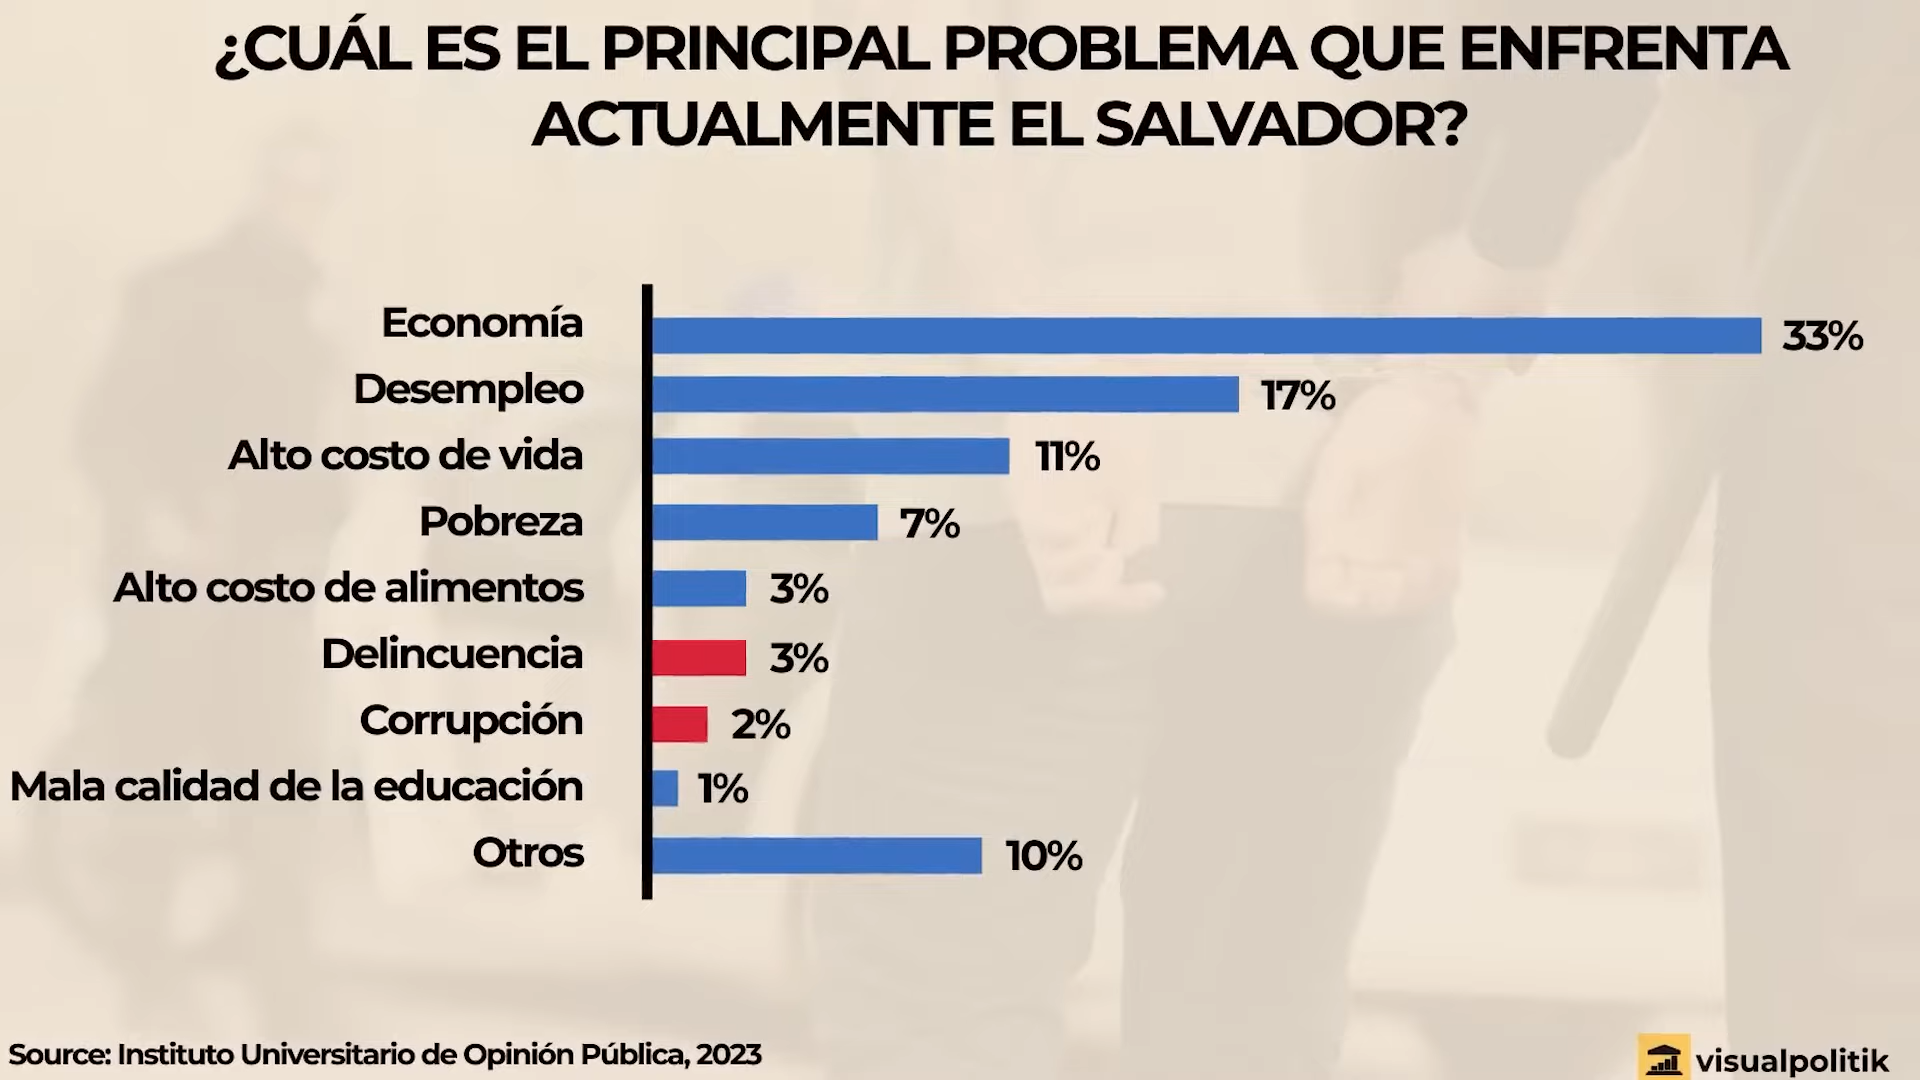 ¿CUÁL ES EL PRINCIPAL PROBLEMA QUE ENFRENTA
ACTUALMENTE EL SALVADOR?
Economía 33%
Desempleo 17%
Alto costo de vida 11%
Pobreza 7%
Alto costo de alimentos 3%
Delincuencia 3%
Corrupción 2%
Mala calidad de la educación 1%
Otros 10%
Source: Instituto Universitario de Opinión Pública, 2023
visualpolitik